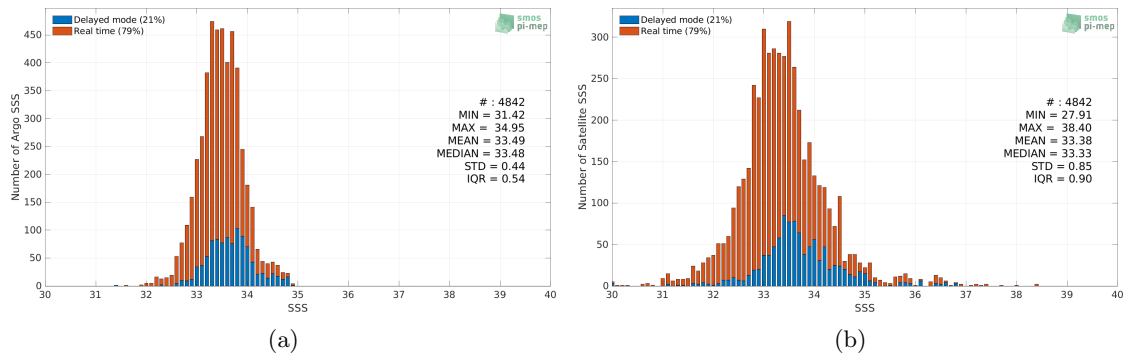 Delayed mode (21%)
Real time (79%)
smos
pi-mep
Number of Argo SSS
450
400
350
300
250
200
150
100
50
0
# : 4842
MIN = 31.42
MAX = 34.95
MEAN = 33.49
MEDIAN = 33.48
STD = 0.44
IQR = 0.54
30 31 32 33 34 35 36 37 38 39 40
SSS
(a)
Delayed mode (21%)
Real time (79%)
smos
pi-mep
Number of Satellite SSS
300
250
200
150
100
50
0
# : 4842
MIN = 27.91
MAX = 38.40
MEAN = 33.38
MEDIAN = 33.33
STD = 0.85
IQR = 0.90
30 31 32 33 34 35 36 37 38 39 40
SSS
(b)